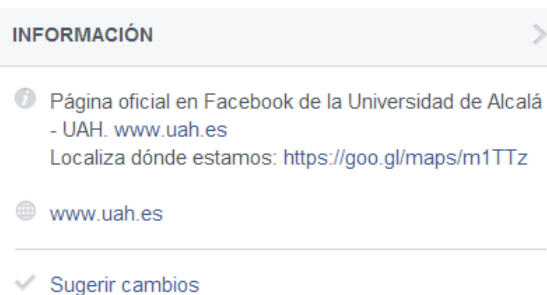 INFORMACIÓN
Página oficial en Facebook de la Universidad de Alcalá
- UAH. www.uah.es
Localiza dónde estamos: https://goo.gl/maps/m1TTz
www.uah.es
Sugerir cambios